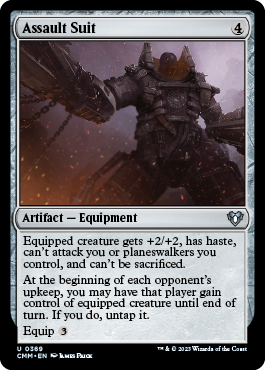 Assault Suit 4
Artifact — Equipment
Equipped creature gets +2/+2, has haste,
can't attack you or planeswalkers you
control, and can't be sacrificed.
At the beginning of each opponent's
upkeep, you may have that player gain
control of equipped creature until end of
turn. If you do, untap it.
Equip 3
U 0369
CMM • EN James Paick
™ & © 2023 Wizards of the Coast